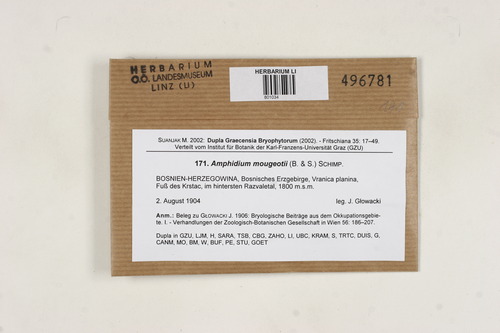 HERBARIUM
O.Ö. LANDESMUSEUM
LINZ (U)
HERBARIUM LI
801034
496781
SUANJAK M. 2002: Dupla Graecensia Bryophytorum (2002). - Fritschiana 35: 17–49.
Verteilt vom Institut für Botanik der Karl-Franzens-Universität Graz (GZU)
171. Amphidium mougeotii (B. & S.) SCHIMP.
BOSNIEN-HERZEGOWINA, Bosnisches Erzgebirge, Vranica planina,
Fuß des Krstac, im hintersten Razvaletal, 1800 m.s.m.
2. August 1904
leg. J. Głowacki
Anm.: Beleg zu GŁOWACKI J. 1906: Bryologische Beiträge aus dem Okkupationsgebie-
te. I. - Verhandlungen der Zoologisch-Botanischen Gesellschaft in Wien 56: 186–207.
Dupla in GZU, LJM, H, SARA, TSB, CBG, ZAHO, LI, UBC, KRAM, S, TRTC, DUIS, G,
CANM, MO, BM, W, BUF, PE, STU, GOET